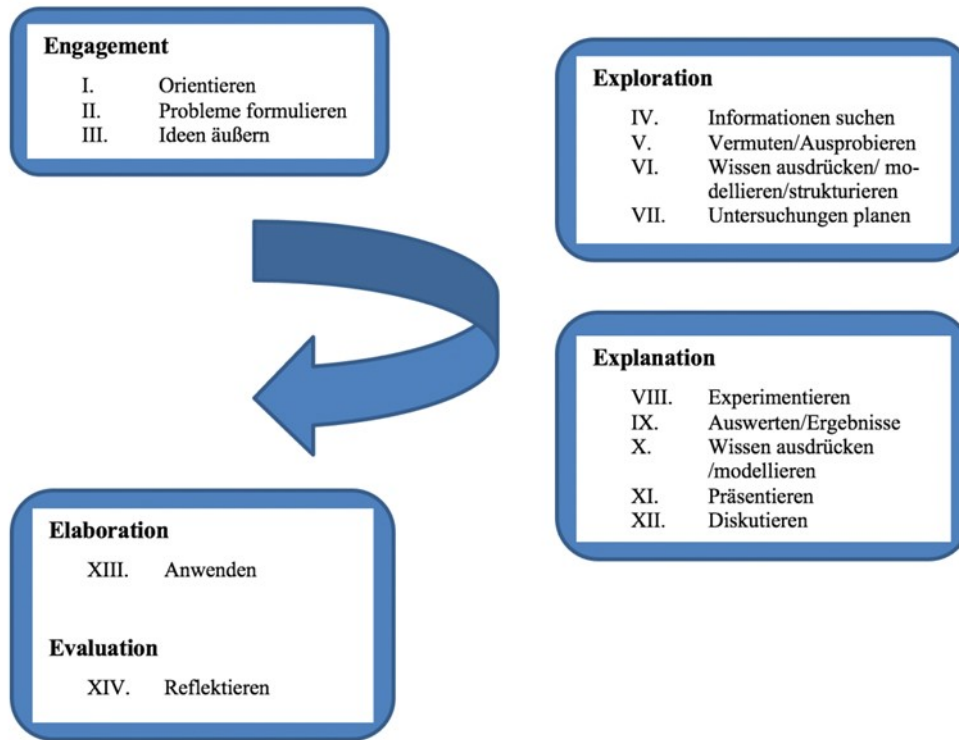 Engagement
I. Orientieren
II. Probleme formulieren
III. Ideen äußern
Exploration
IV. Informationen suchen
V. Vermuten/Ausprobieren
VI. Wissen ausdrücken/ mo-
dellieren/strukturieren
VII. Untersuchungen planen
Explanation
VIII. Experimentieren
IX. Auswerten/Ergebnisse
X. Wissen ausdrücken
/modellieren
XI. Präsentieren
XII. Diskutieren
Elaboration
XIII. Anwenden
Evaluation
XIV. Reflektieren